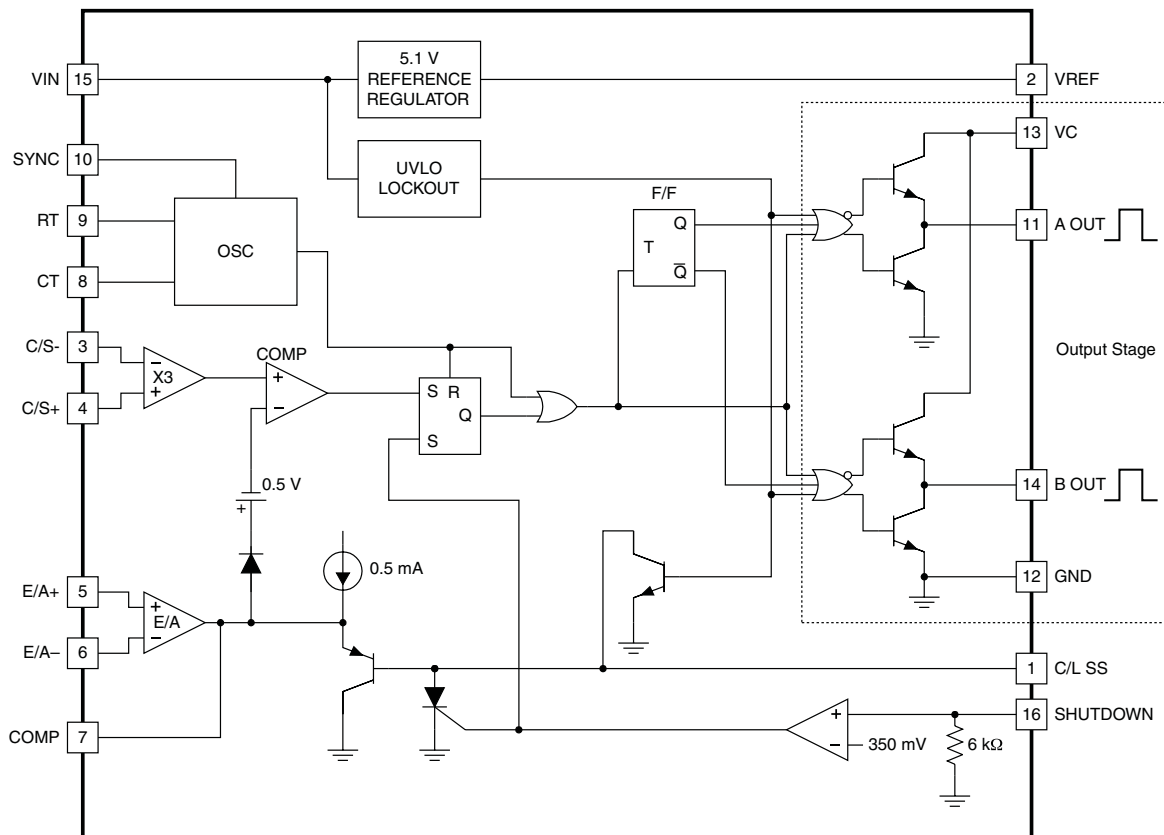 VIN 15
5.1 V
REFERENCE
REGULATOR
2 VREF
13 VC
SYNC 10
UVLO
LOCKOUT
F/F
RT 9
OSC
Q
T
Q̅
11 A OUT
CT 8
C/S- 3
COMP
Output Stage
−
X3
+
+
−
S R
Q
S
C/S+ 4
0.5 V
+
14 B OUT
0.5 mA
E/A+ 5
12 GND
+
E/A
−
E/A− 6
1 C/L SS
16 SHUTDOWN
COMP 7
+
−
350 mV
6 kΩ